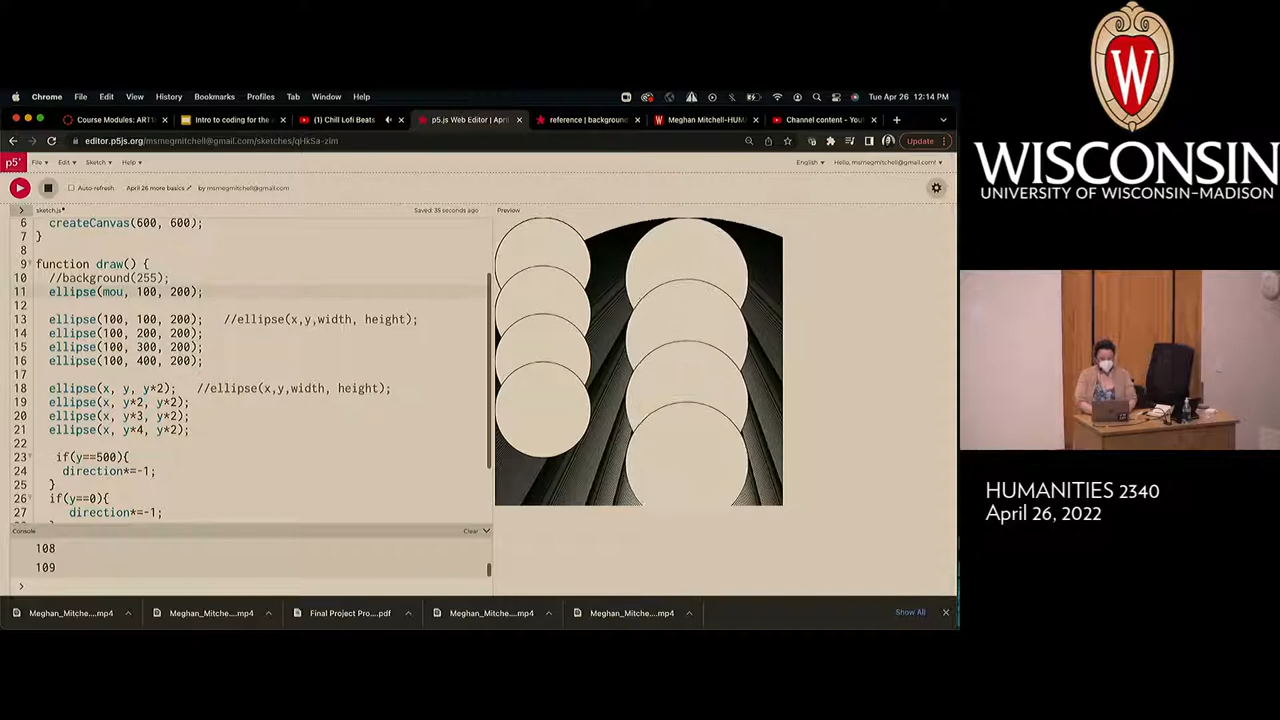 Chrome File Edit View History Bookmarks Profiles Tab Window Help
Tue Apr 26 12:14 PM
Course Modules: ART1
Intro to coding for the
(1) Chill Lofi Beats
p5.js Web Editor | April
reference | background
Meghan Mitchell-HUM
Channel content - YouT
editor.p5js.org/msmegmitchell@gmail.com/sketches/qHkSa-zlm
Update
p5* File Edit Sketch Help
English Hello, msmegmitchell@gmail.com!
Auto-refresh April 26 more basics by msmegmitchell@gmail.com
sketch.js* Saved: 35 seconds ago Preview
6 createCanvas(600, 600);
7 }
8
9 function draw() {
10 //background(255);
11 ellipse(mou, 100, 200);
12
13 ellipse(100, 100, 200); //ellipse(x,y,width, height);
14 ellipse(100, 200, 200);
15 ellipse(100, 300, 200);
16 ellipse(100, 400, 200);
17
18 ellipse(x, y, y*2); //ellipse(x,y,width, height);
19 ellipse(x, y*2, y*2);
20 ellipse(x, y*3, y*2);
21 ellipse(x, y*4, y*2);
22
23 if(y==500){
24 direction*=-1;
25 }
26 if(y==0){
27 direction*=-1;
Console Clear
108
109
>
Meghan_Mitche....mp4
Meghan_Mitche....mp4
Final Project Pro....pdf
Meghan_Mitche....mp4
Meghan_Mitche....mp4
Show All
W
WISCONSIN
UNIVERSITY OF WISCONSIN–MADISON
HUMANITIES 2340
April 26, 2022